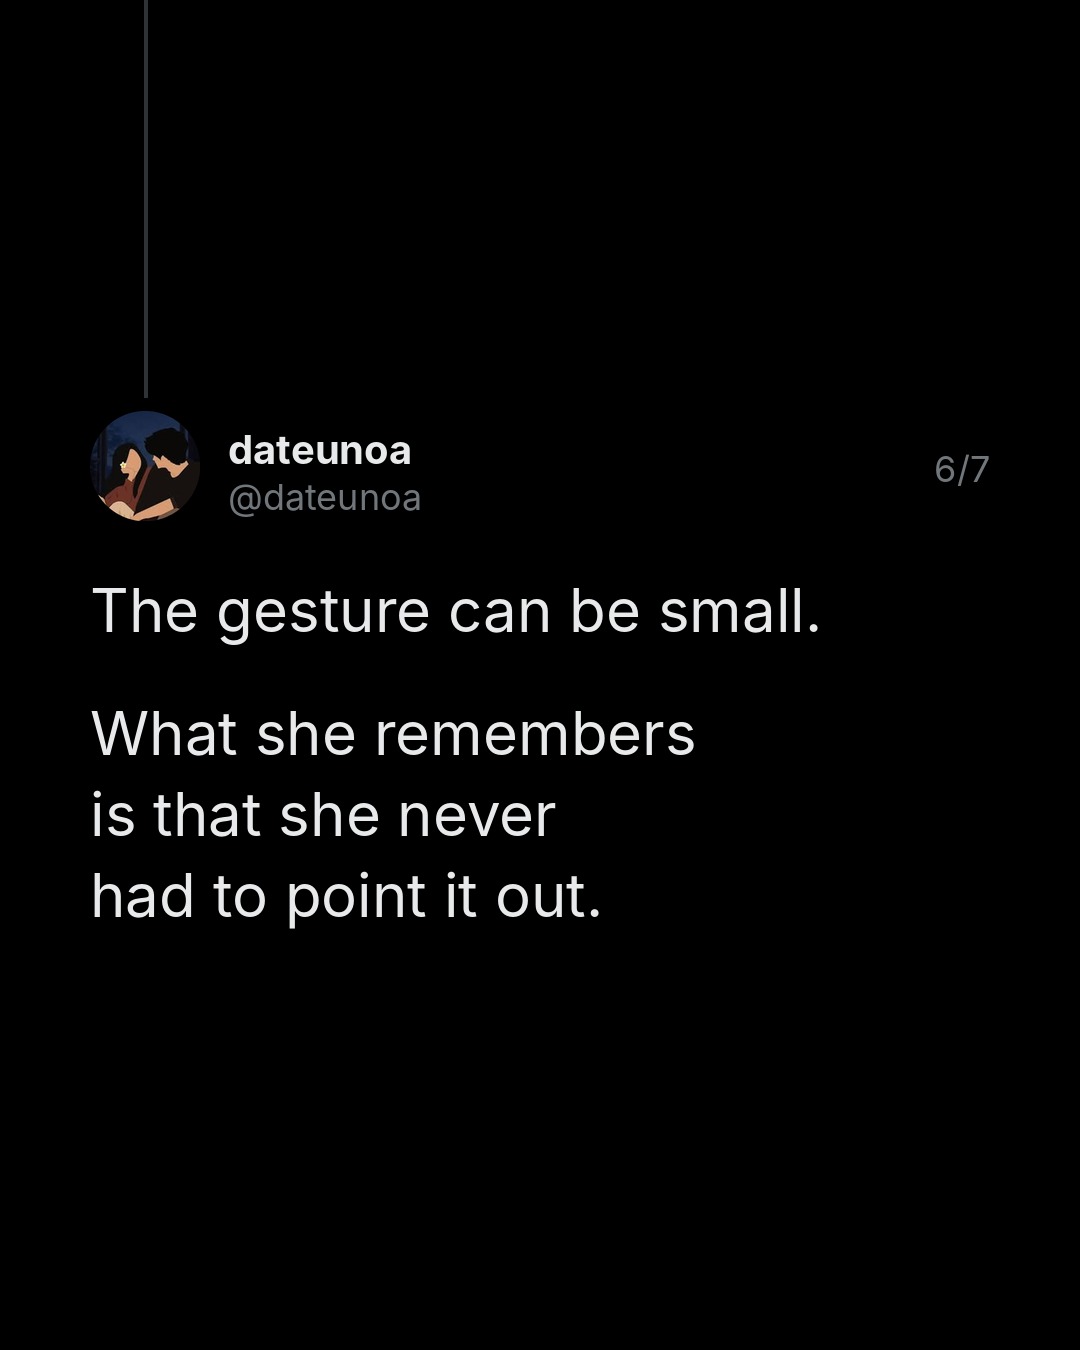 dateunoa
@dateunoa
6/7
The gesture can be small.
What she remembers
is that she never
had to point it out.